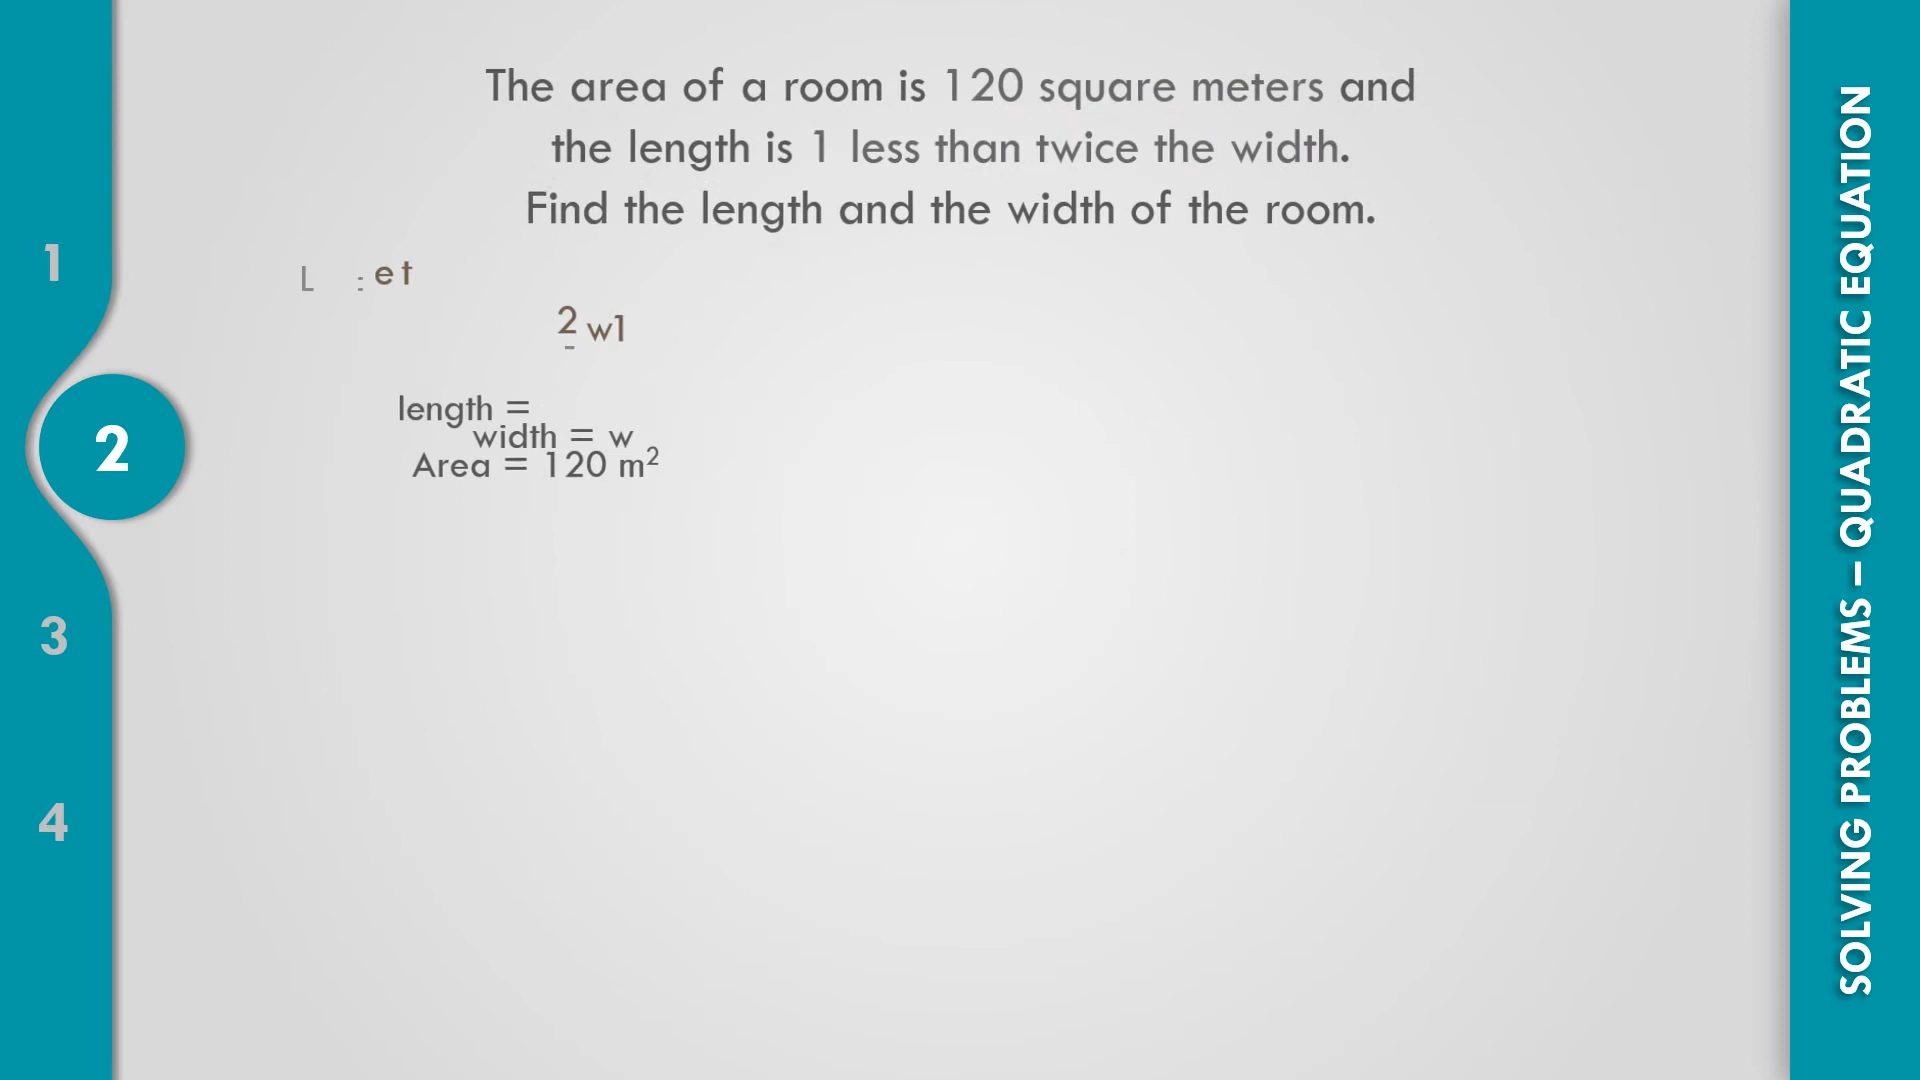 The area of a room is 120 square meters and
the length is 1 less than twice the width.
Find the length and the width of the room.
L : e t
2 w1
-
length =
width = w
Area = 120 m²
1
2
3
4
SOLVING PROBLEMS – QUADRATIC EQUATION